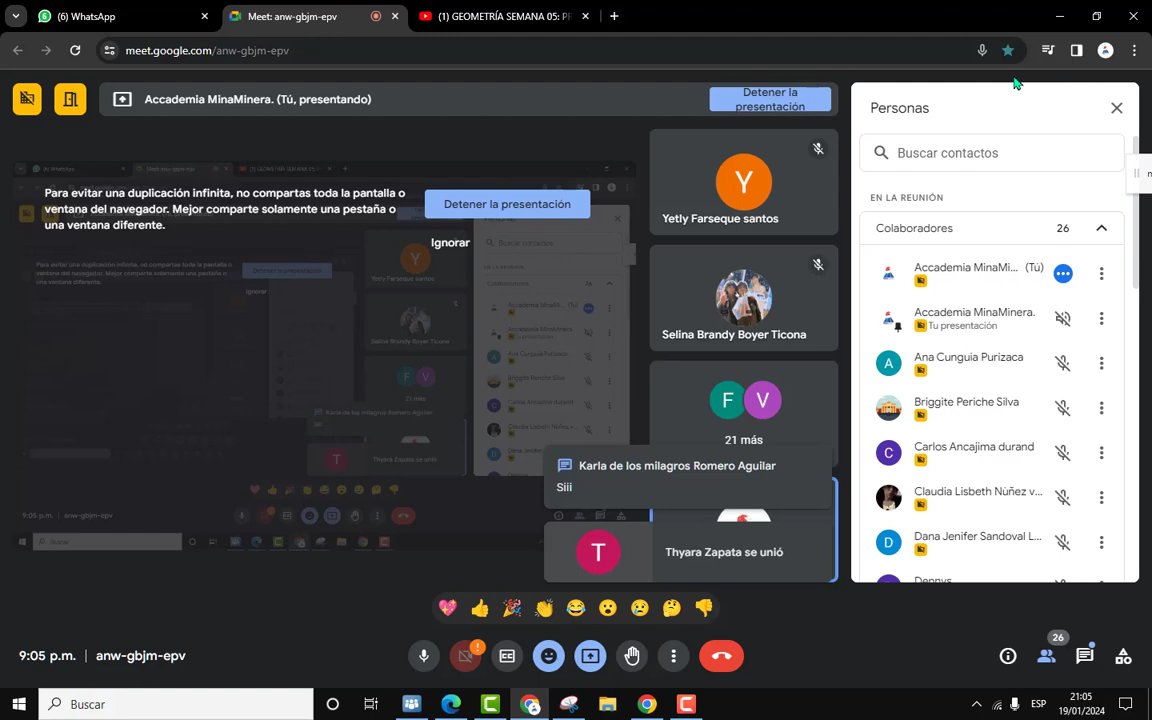 (6) WhatsApp
Meet: anw-gbjm-epv
(1) GEOMETRÍA SEMANA 05: PR
meet.google.com/anw-gbjm-epv
Accademia MinaMinera. (Tú, presentando)
Detener la
presentación
Para evitar una duplicación infinita, no compartas toda la pantalla o
ventana del navegador. Mejor comparte solamente una pestaña o
una ventana diferente.
Detener la presentación
Ignorar
Y
Yetly Farseque santos
Selina Brandy Boyer Ticona
F V
21 más
Karla de los milagros Romero Aguilar
Siii
T
Thyara Zapata se unió
Personas
Buscar contactos
EN LA REUNIÓN
Colaboradores 26
Accademia MinaMi... (Tú)
Accademia MinaMinera.
Tu presentación
A Ana Cunguia Purizaca
Briggite Periche Silva
C Carlos Ancajima durand
Claudia Lisbeth Núñez v...
D Dana Jenifer Sandoval L...
Dennys
9:05 p.m. | anw-gbjm-epv
CC
26
Buscar
ESP
21:05
19/01/2024